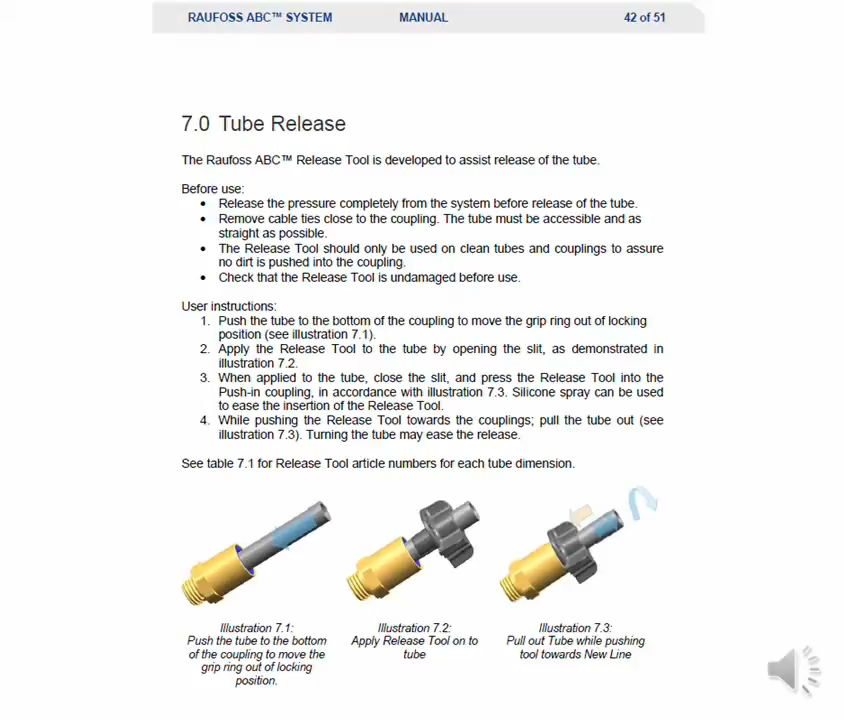 RAUFOSS ABC™ SYSTEM MANUAL 42 of 51
7.0 Tube Release
The Raufoss ABC™ Release Tool is developed to assist release of the tube.
Before use:
• Release the pressure completely from the system before release of the tube.
• Remove cable ties close to the coupling. The tube must be accessible and as
straight as possible.
• The Release Tool should only be used on clean tubes and couplings to assure
no dirt is pushed into the coupling.
• Check that the Release Tool is undamaged before use.
User instructions:
1. Push the tube to the bottom of the coupling to move the grip ring out of locking
position (see illustration 7.1).
2. Apply the Release Tool to the tube by opening the slit, as demonstrated in
illustration 7.2.
3. When applied to the tube, close the slit, and press the Release Tool into the
Push-in coupling, in accordance with illustration 7.3. Silicone spray can be used
to ease the insertion of the Release Tool.
4. While pushing the Release Tool towards the couplings; pull the tube out (see
illustration 7.3). Turning the tube may ease the release.
See table 7.1 for Release Tool article numbers for each tube dimension.
Illustration 7.1:
Push the tube to the bottom
of the coupling to move the
grip ring out of locking
position.
Illustration 7.2:
Apply Release Tool on to
tube
Illustration 7.3:
Pull out Tube while pushing
tool towards New Line